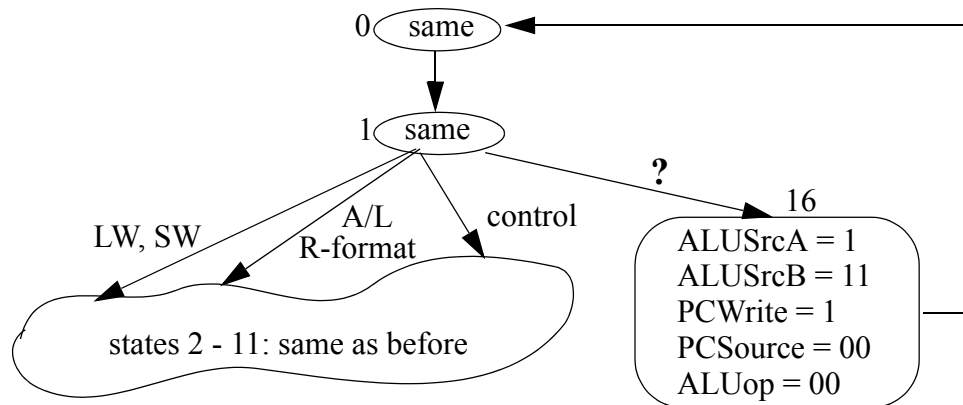 0 same
1 same
?
16
LW, SW
A/L
R-format
control
ALUSrcA = 1
ALUSrcB = 11
PCWrite = 1
PCSource = 00
ALUop = 00
states 2 - 11: same as before